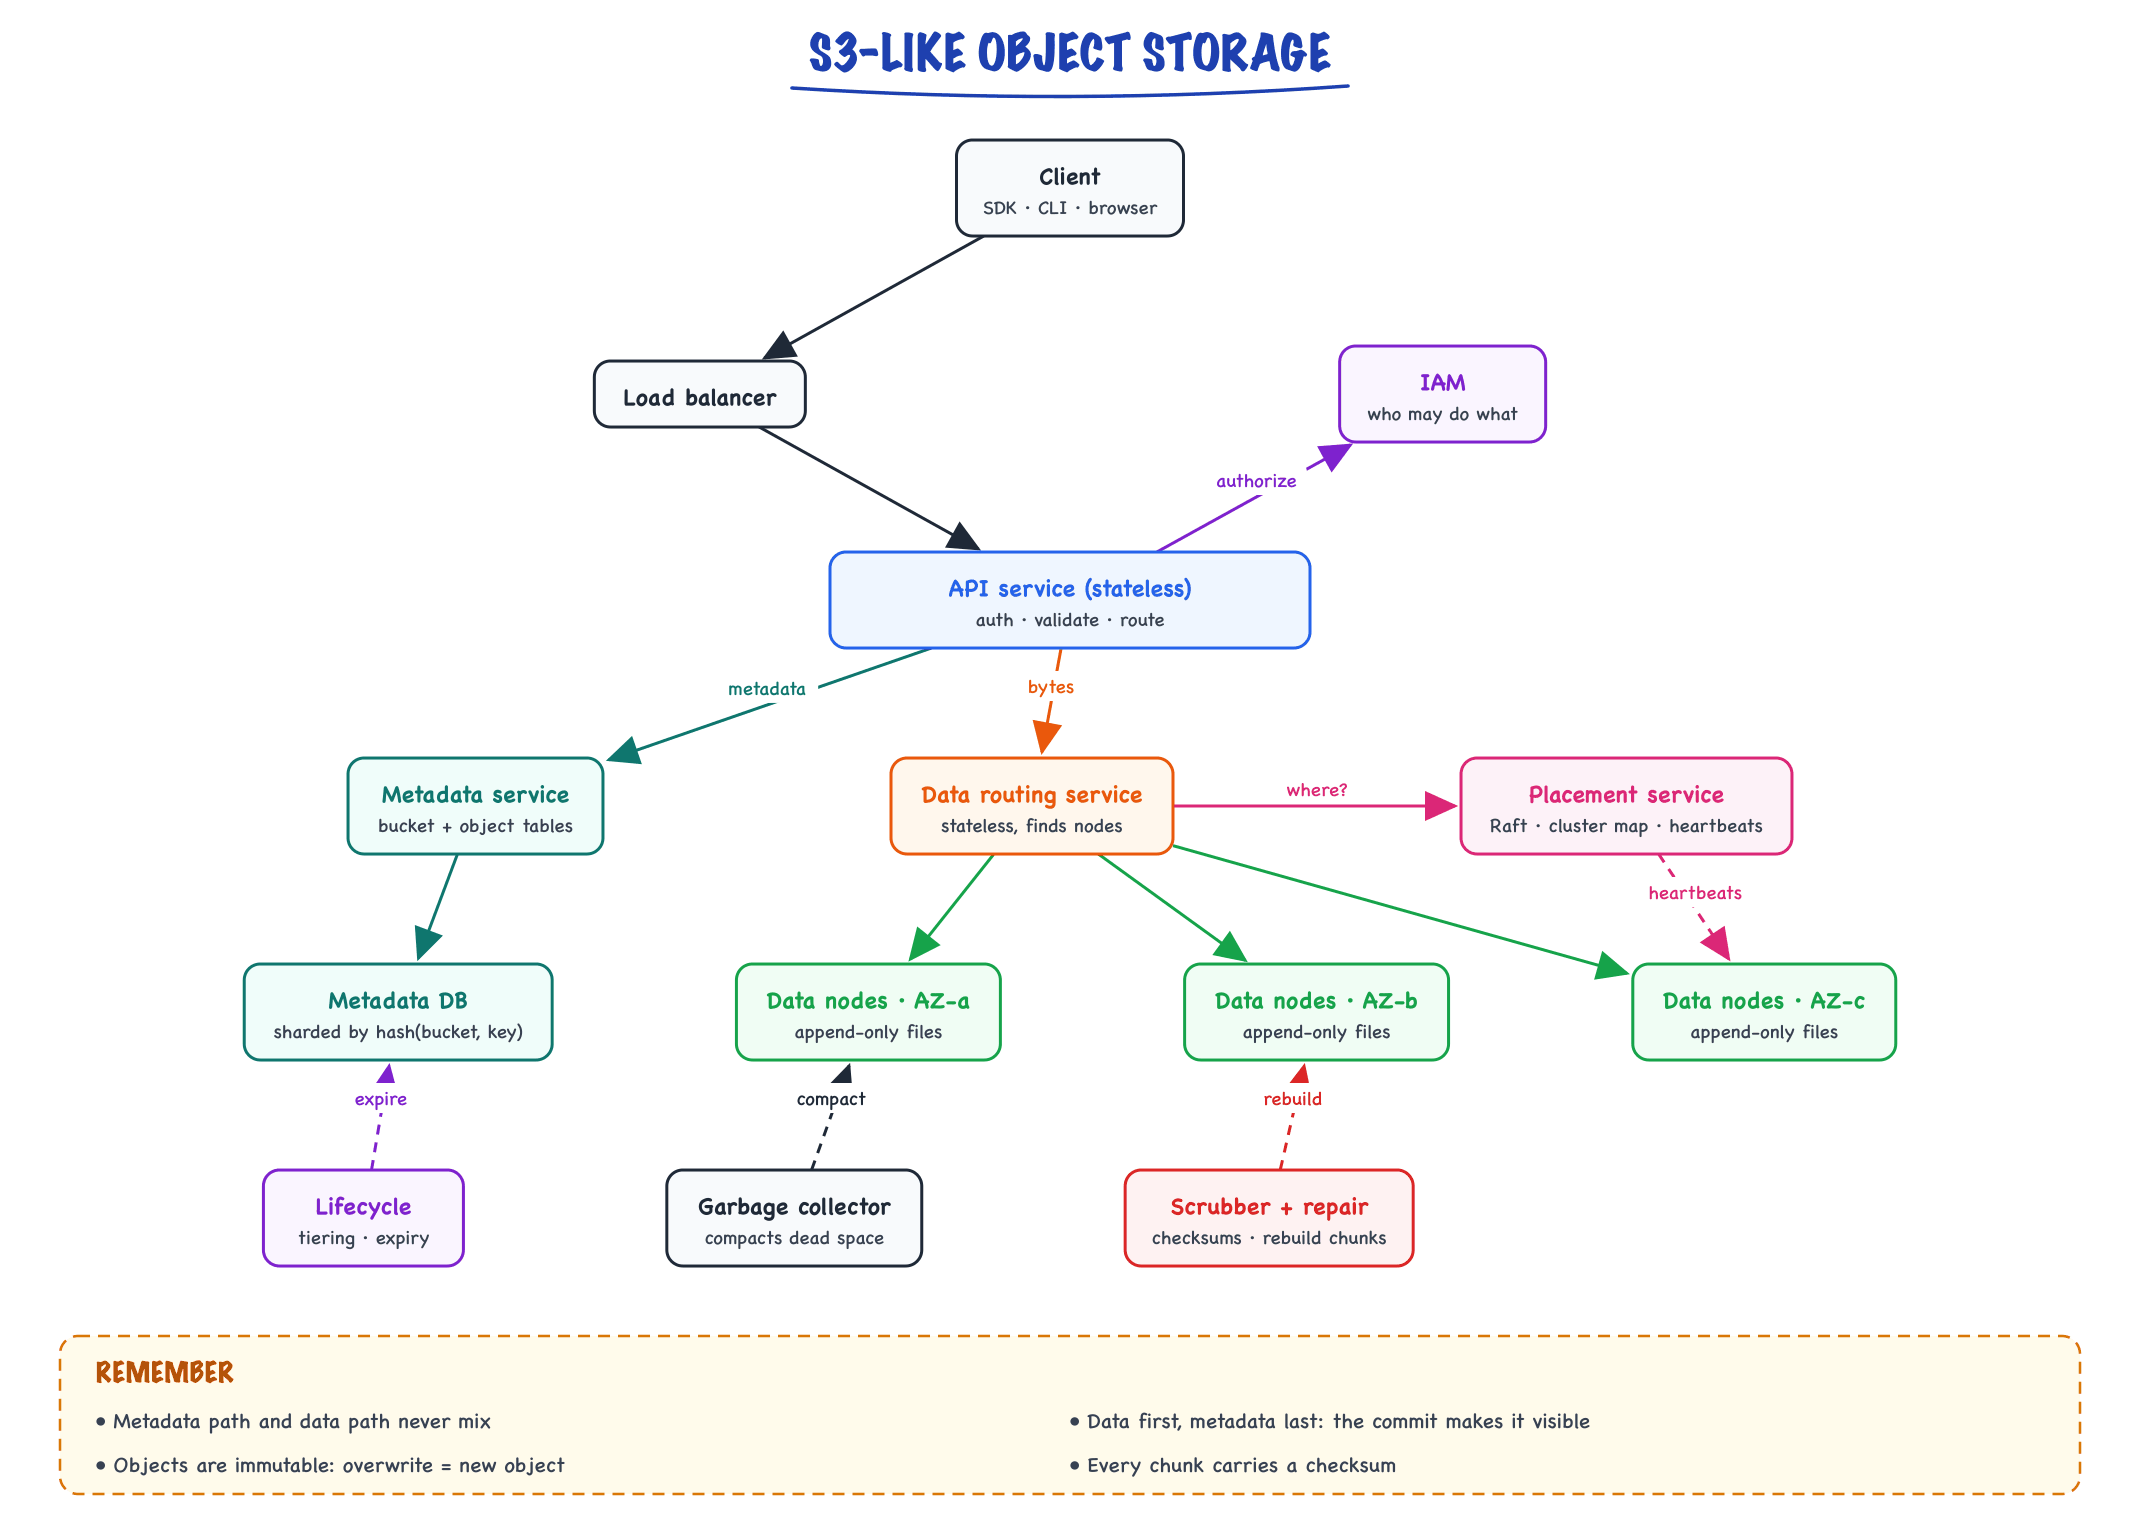 S3-LIKE OBJECT STORAGE
Client
SDK · CLI · browser
Load balancer
IAM
who may do what
authorize
API service (stateless)
auth · validate · route
metadata
bytes
Metadata service
bucket + object tables
Data routing service
stateless, finds nodes
where?
Placement service
Raft · cluster map · heartbeats
heartbeats
Metadata DB
sharded by hash(bucket, key)
Data nodes · AZ-a
append-only files
Data nodes · AZ-b
append-only files
Data nodes · AZ-c
append-only files
expire
compact
rebuild
Lifecycle
tiering · expiry
Garbage collector
compacts dead space
Scrubber + repair
checksums · rebuild chunks
REMEMBER
• Metadata path and data path never mix
• Data first, metadata last: the commit makes it visible
• Objects are immutable: overwrite = new object
• Every chunk carries a checksum